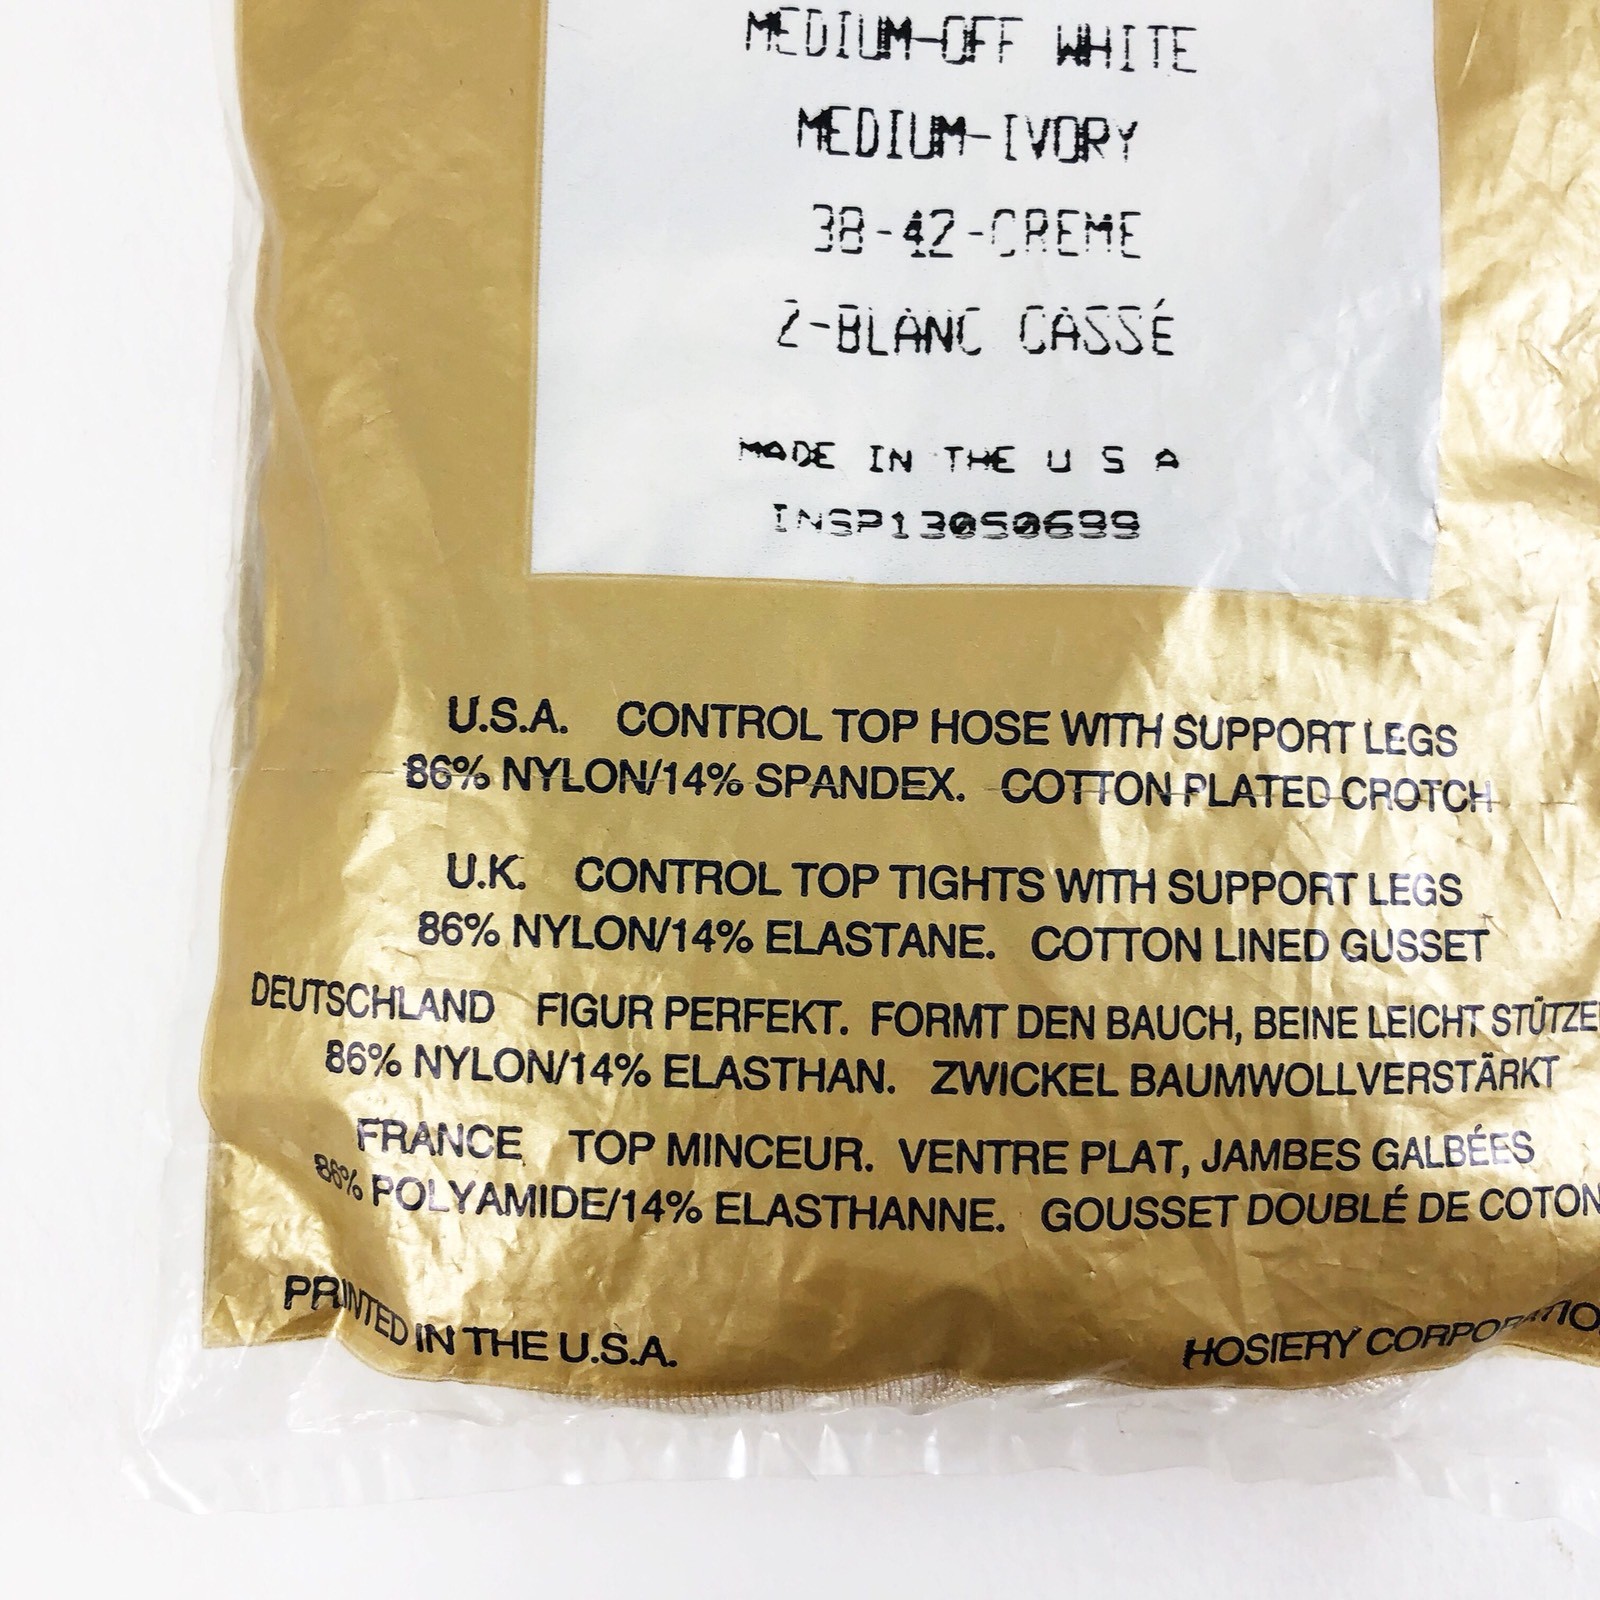 MEDIUM-OFF WHITE
MEDIUM-IVORY
38-42-CREME
2-BLANC CASSÉ
MADE IN THE U S A
INSP13050699
U.S.A. CONTROL TOP HOSE WITH SUPPORT LEGS
86% NYLON/14% SPANDEX. COTTON PLATED CROTCH
U.K. CONTROL TOP TIGHTS WITH SUPPORT LEGS
86% NYLON/14% ELASTANE. COTTON LINED GUSSET
DEUTSCHLAND FIGUR PERFEKT. FORMT DEN BAUCH, BEINE LEICHT STÜTZE
86% NYLON/14% ELASTHAN. ZWICKEL BAUMWOLLVERSTÄRKT
FRANCE TOP MINCEUR. VENTRE PLAT, JAMBES GALBÉES
86% POLYAMIDE/14% ELASTHANNE. GOUSSET DOUBLÉ DE COTON
PRINTED IN THE U.S.A.
HOSIERY CORPORATIO